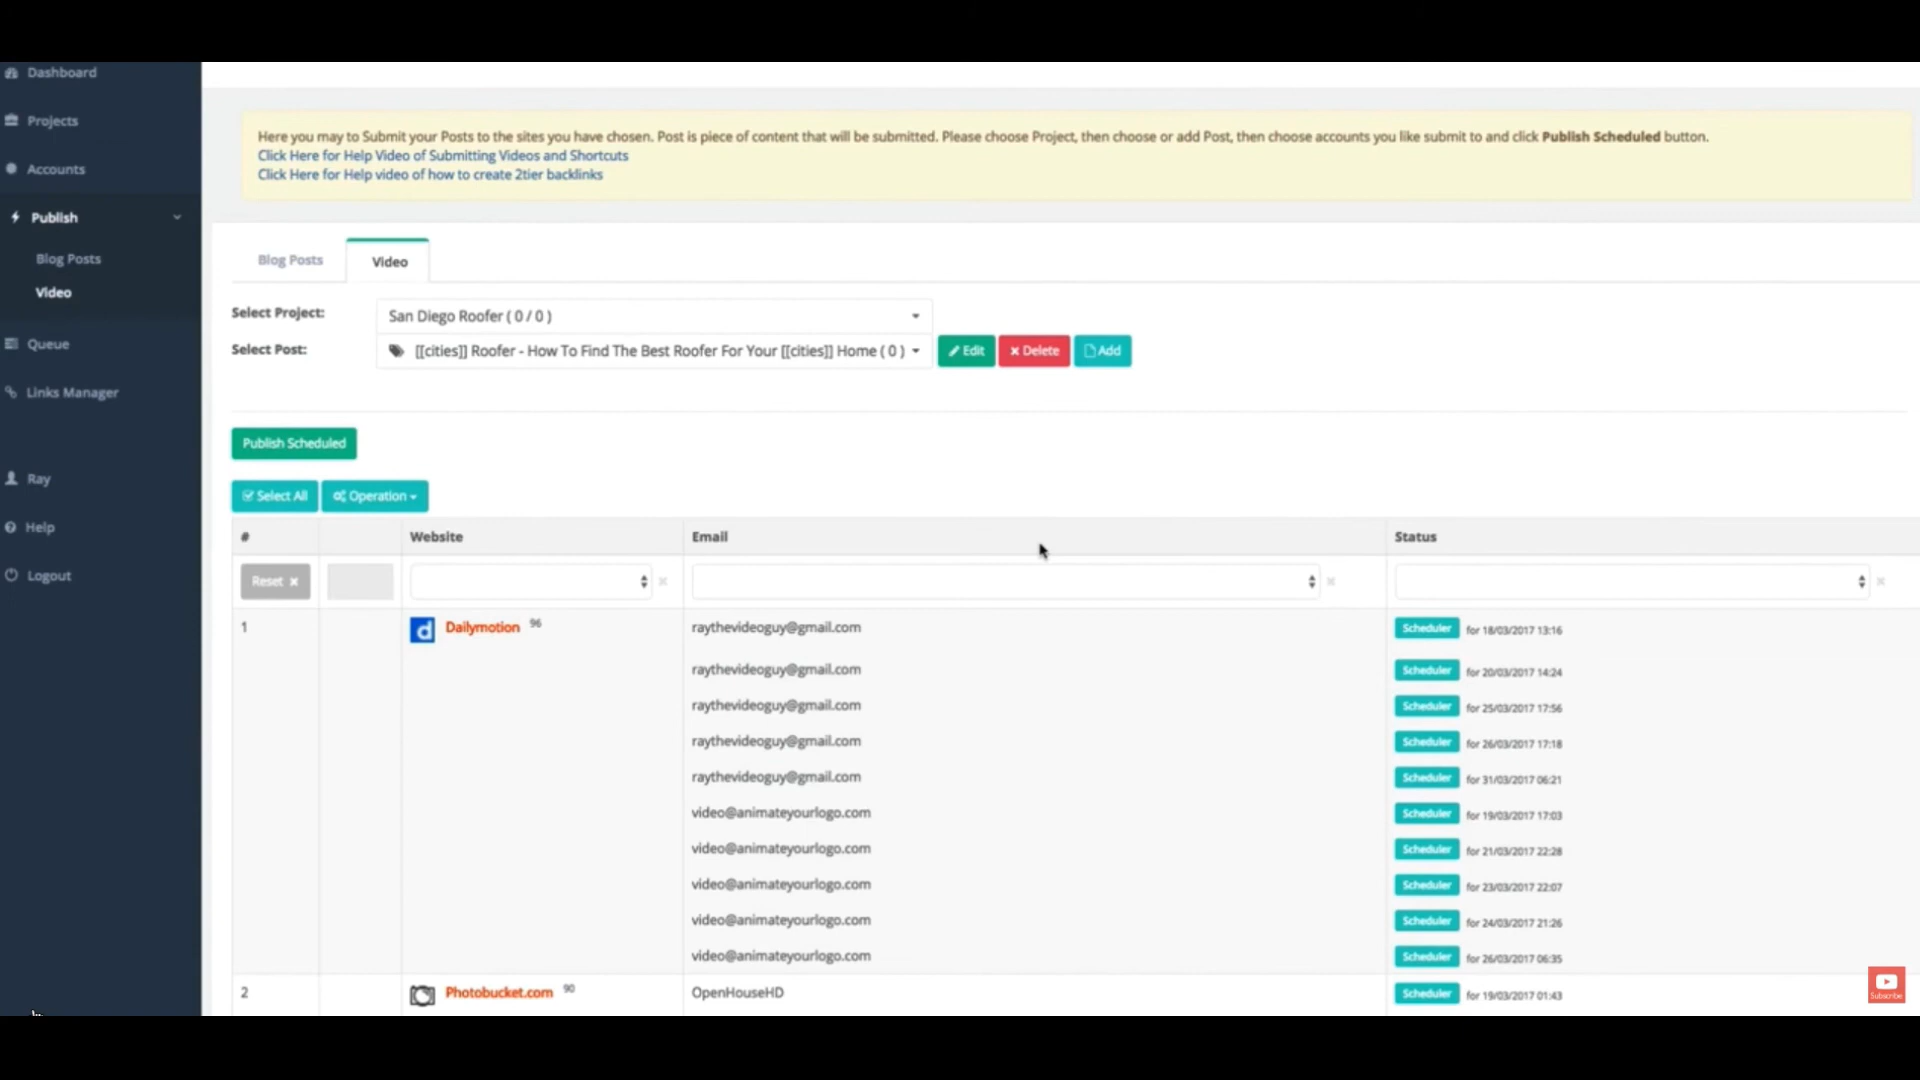 Dashboard
Projects
Accounts
Publish
Blog Posts
Video
Queue
Links Manager
Ray
Help
Logout
Here you may to Submit your Posts to the sites you have chosen. Post is piece of content that will be submitted. Please choose Project, then choose or add Post, then choose accounts you like submit to and click Publish Scheduled button.
Click Here for Help Video of Submitting Videos and Shortcuts
Click Here for Help video of how to create 2tier backlinks
Blog Posts Video
Select Project: San Diego Roofer ( 0 / 0 )
Select Post: [[cities]] Roofer - How To Find The Best Roofer For Your [[cities]] Home ( 0 ) Edit Delete Add
Publish Scheduled
Select All Operation
# Website Email Status
Reset
1 Dailymotion 96 raythevideoguy@gmail.com Scheduler for 18/03/2017 13:16
raythevideoguy@gmail.com Scheduler for 20/03/2017 14:24
raythevideoguy@gmail.com Scheduler for 25/03/2017 17:56
raythevideoguy@gmail.com Scheduler for 26/03/2017 17:18
raythevideoguy@gmail.com Scheduler for 31/03/2017 06:21
video@animateyourlogo.com Scheduler for 19/03/2017 17:03
video@animateyourlogo.com Scheduler for 21/03/2017 22:28
video@animateyourlogo.com Scheduler for 23/03/2017 22:07
video@animateyourlogo.com Scheduler for 24/03/2017 21:26
video@animateyourlogo.com Scheduler for 26/03/2017 06:35
2 Photobucket.com 90 OpenHouseHD Scheduler for 19/03/2017 01:43
Subscribe